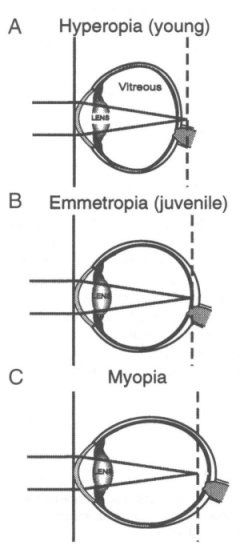 A Hyperopia (young)
Vitreous
LENS
B Emmetropia (juvenile)
LENS
C Myopia
LENS